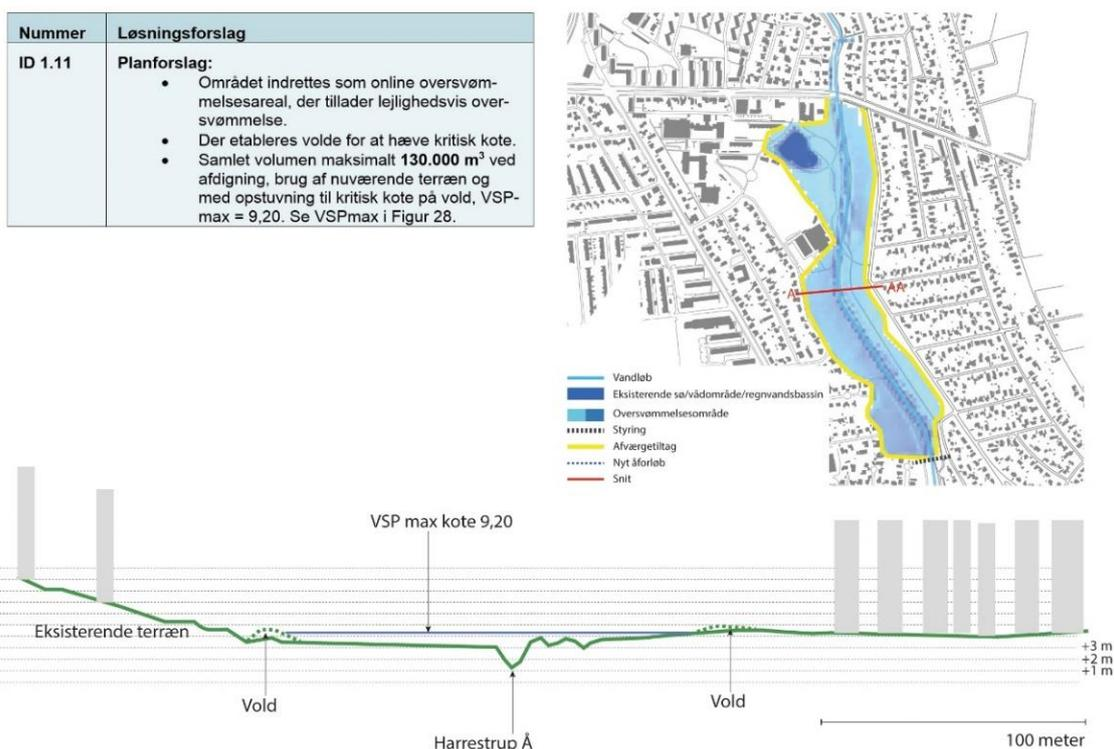 Nummer Løsningsforslag
ID 1.11 Planforslag:
• Området indrettes som online oversvøm-
melsesareal, der tillader lejlighedsvis over-
svømmelse.
• Der etableres volde for at hæve kritisk kote.
• Samlet volumen maksimalt 130.000 m³ ved
afdigning, brug af nuværende terræn og
med opstuvning til kritisk kote på vold, VSP-
max = 9,20. Se VSPmax i Figur 28.
A AA
Vandløb
Eksisterende sø/vådområde/regnvandsbassin
Oversvømmelsesområde
Styring
Afværgetiltag
Nyt åforløb
Snit
VSP max kote 9,20
Eksisterende terræn
+3 m
+2 m
+1 m
Vold
Vold
Harrestrup Å
100 meter